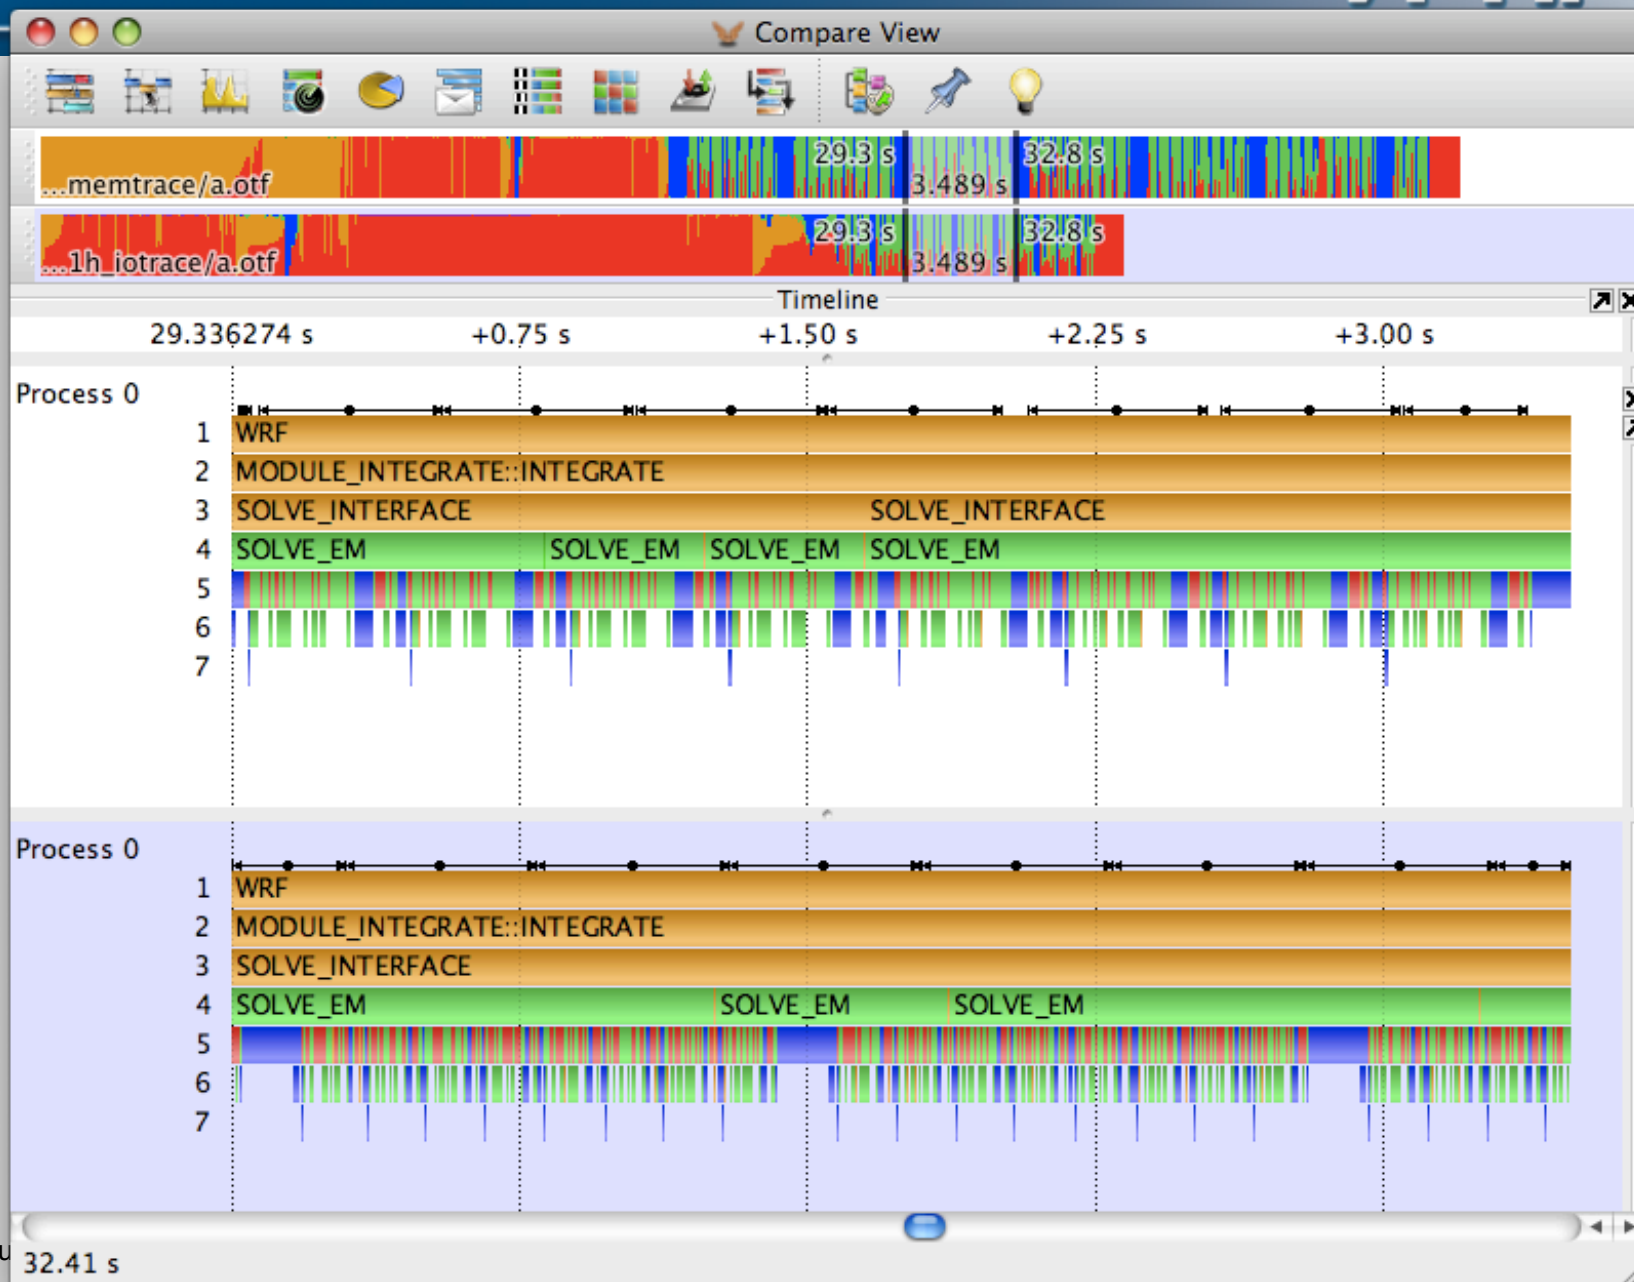 Compare View
29.3 s 32.8 s
...memtrace/a.otf 3.489 s
29.3 s 32.8 s
...1h_iotrace/a.otf 3.489 s
Timeline
29.336274 s +0.75 s +1.50 s +2.25 s +3.00 s
Process 0
1 WRF
2 MODULE_INTEGRATE::INTEGRATE
3 SOLVE_INTERFACE SOLVE_INTERFACE
4 SOLVE_EM SOLVE_EM SOLVE_EM SOLVE_EM
5
6
7
Process 0
1 WRF
2 MODULE_INTEGRATE::INTEGRATE
3 SOLVE_INTERFACE
4 SOLVE_EM SOLVE_EM SOLVE_EM
5
6
7
32.41 s